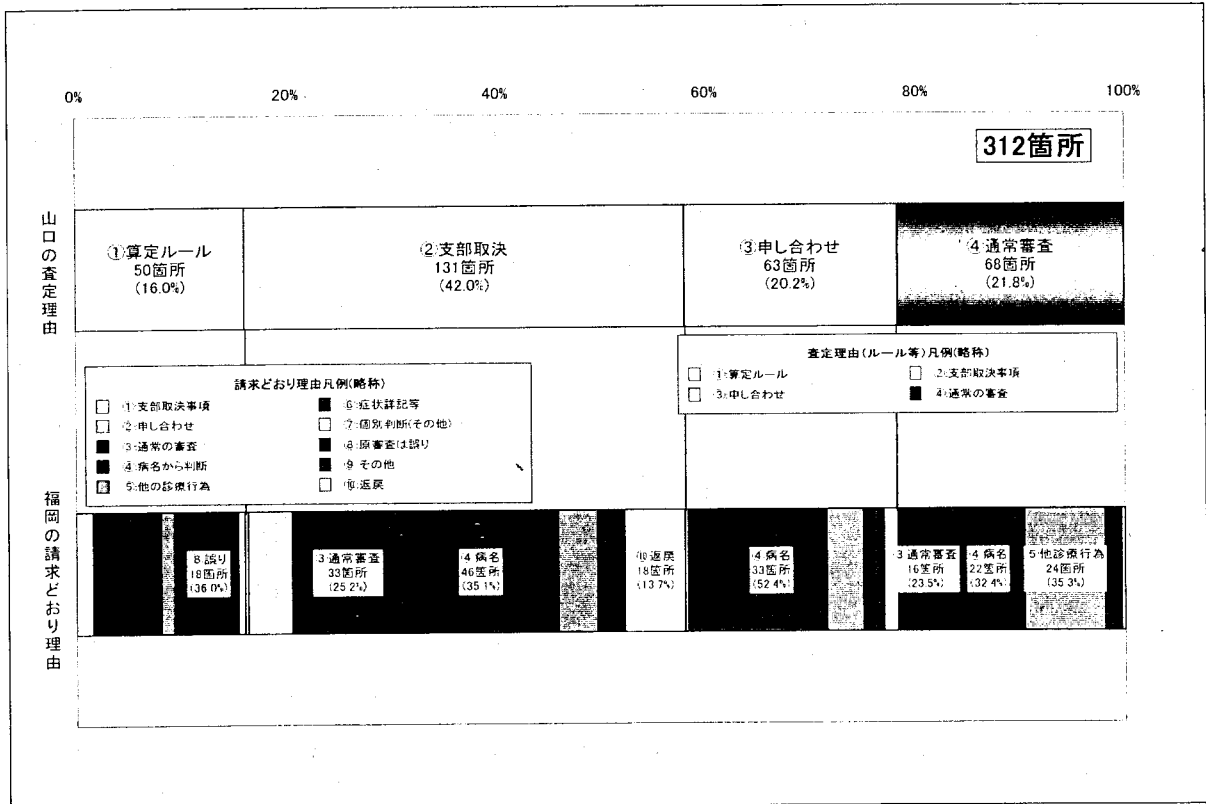 0%
20%
40%
60%
80%
100%
312箇所
山口の査定理由
①算定ルール
50箇所
(16.0%)
②支部取決
131箇所
(42.0%)
③申し合わせ
63箇所
(20.2%)
④通常審査
68箇所
(21.8%)
査定理由(ルール等)凡例(略称)
①:算定ルール
②:支部取決事項
③:申し合わせ
④:通常の審査
請求どおり理由凡例(略称)
①:支部取決事項
②:申し合わせ
③:通常の審査
④:病名から判断
⑤:他の診療行為
⑥:症状詳記等
⑦:個別判断(その他)
⑧:原審査は誤り
⑨:その他
⑩:返戻
福岡の請求どおり理由
8:誤り
18箇所
(36.0%)
3:通常審査
33箇所
(25.2%)
4:病名
46箇所
(35.1%)
⑩返戻
18箇所
(13.7%)
4:病名
33箇所
(52.4%)
3:通常審査
16箇所
(23.5%)
4:病名
22箇所
(32.4%)
5:他診療行為
24箇所
(35.3%)